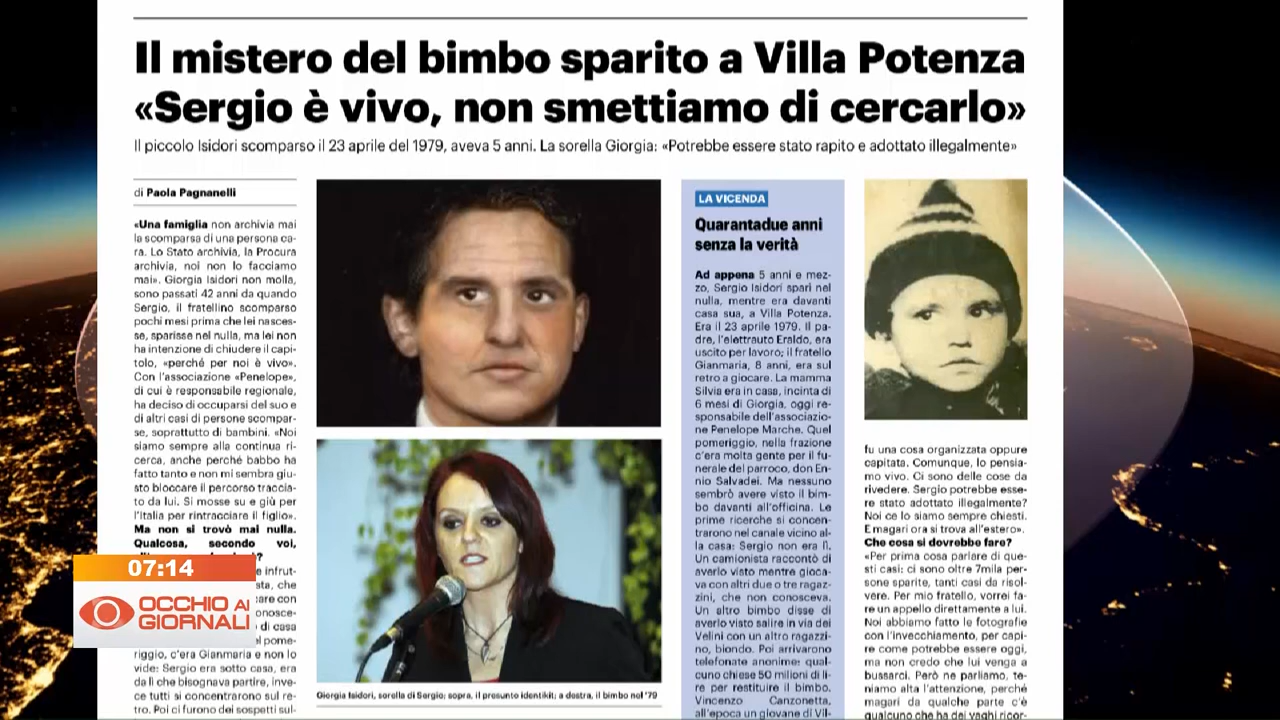 Il mistero del bimbo sparito a Villa Potenza
«Sergio è vivo, non smettiamo di cercarlo»
Il piccolo Isidori scomparso il 23 aprile del 1979, aveva 5 anni. La sorella Giorgia: «Potrebbe essere stato rapito e adottato illegalmente»
di Paola Pagnanelli
«Una famiglia non archivia mai
la scomparsa di una persona ca-
ra. Lo Stato archivia, la Procura
archivia, noi non lo facciamo
mai». Giorgia Isidori non molla,
sono passati 42 anni da quando
Sergio, il fratellino scomparso
pochi mesi prima che lei nasces-
se, sparisse nel nulla, ma lei non
ha intenzione di chiudere il capi-
tolo, «perché per noi è vivo».
Con l'associazione «Penelope»,
di cui è responsabile regionale,
ha deciso di occuparsi del suo e
di altri casi di persone scompar-
se, soprattutto di bambini. «Noi
siamo sempre alla continua ri-
cerca, anche perché babbo ha
fatto tanto e non mi sembra giu-
sto bloccare il percorso traccia-
to da lui. Si mosse su e giù per
l'Italia per rintracciare il figlio».
Ma non si trovò mai nulla.
Qualcosa, secondo voi,
e infrut-
sta, che
care con
onosce-
di casa
el pome-
riggio, c'era Gianmaria e non lo
vide: Sergio era sotto casa, era
da lì che bisognava partire, inve-
ce tutti si concentrarono sul re-
tro. Poi ci furono dei sospetti sul-
07:14
OCCHIO AI
GIORNALI
Giorgia Isidori, sorella di Sergio; sopra, il presunto identikit; a destra, il bimbo nel '79
LA VICENDA
Quarantadue anni
senza la verità
Ad appena 5 anni e mez-
zo, Sergio Isidori sparì nel
nulla, mentre era davanti
casa sua, a Villa Potenza.
Era il 23 aprile 1979. Il pa-
dre, l'elettrauto Eraldo, era
uscito per lavoro; il fratello
Gianmaria, 8 anni, era sul
retro a giocare. La mamma
Silvia era in casa, incinta di
6 mesi di Giorgia, oggi re-
sponsabile dell'associazio-
ne Penelope Marche. Quel
pomeriggio, nella frazione
c'era molta gente per il fu-
nerale del parroco, don En-
nio Salvadei. Ma nessuno
sembrò avere visto il bim-
bo davanti all'officina. Le
prime ricerche si concen-
trarono nel canale vicino al-
la casa: Sergio non era lì.
Un camionista raccontò di
averlo visto mentre gioca-
va con altri due o tre ragaz-
zini, che non conosceva.
Un altro bimbo disse di
averlo visto salire in via dei
Velini con un altro ragazzi-
no, biondo. Poi arrivarono
telefonate anonime: qual-
cuno chiese 50 milioni di li-
re per restituire il bimbo.
Vincenzo Canzonetta,
all'epoca un giovane di Vil-
fu una cosa organizzata oppure
capitata. Comunque, lo pensia-
mo vivo. Ci sono delle cose da
rivedere. Sergio potrebbe esse-
re stato adottato illegalmente?
Noi ce lo siamo sempre chiesti.
E magari ora si trova all'estero».
Che cosa si dovrebbe fare?
«Per prima cosa parlare di que-
sti casi: ci sono oltre 7mila per-
sone sparite, tanti casi da risol-
vere. Per mio fratello, vorrei fa-
re un appello direttamente a lui.
Noi abbiamo fatto le fotografie
con l'invecchiamento, per capi-
re come potrebbe essere oggi,
ma non credo che lui venga a
bussarci. Però ne parliamo, te-
niamo alta l'attenzione, perché
magari da qualche parte c'è
qualcuno che ha dei vaghi ricor-